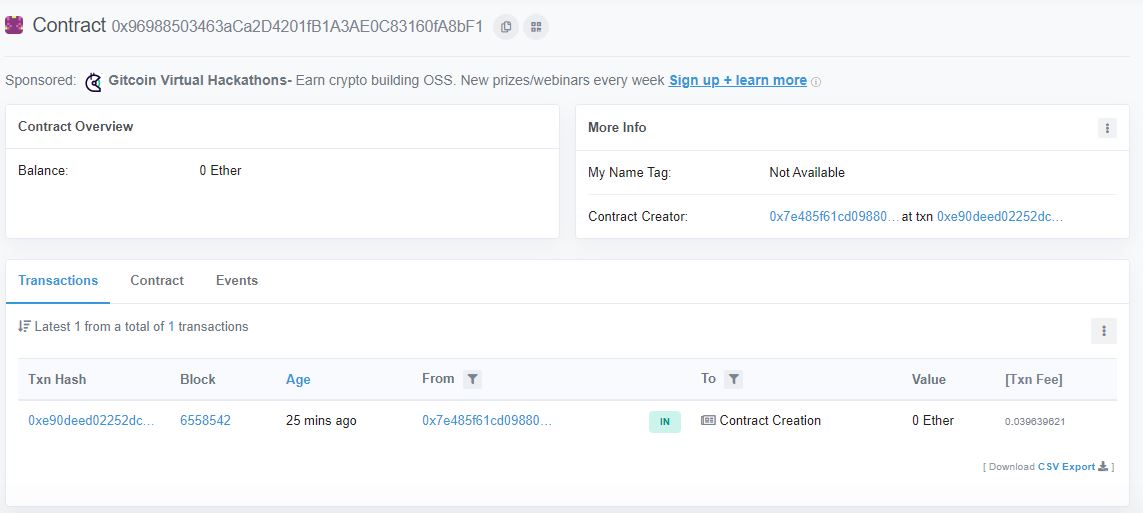 Contract 0x96988503463aCa2D4201fB1A3AE0C83160fA8bF1
Sponsored: Gitcoin Virtual Hackathons- Earn crypto building OSS. New prizes/webinars every week Sign up + learn more
Contract Overview
Balance: 0 Ether
More Info
My Name Tag: Not Available
Contract Creator: 0x7e485f61cd09880... at txn 0xe90deed02252dc...
Transactions Contract Events
Latest 1 from a total of 1 transactions
Txn Hash Block Age From To Value [Txn Fee]
0xe90deed02252dc... 6558542 25 mins ago 0x7e485f61cd09880... IN Contract Creation 0 Ether 0.039639621
[ Download CSV Export ]